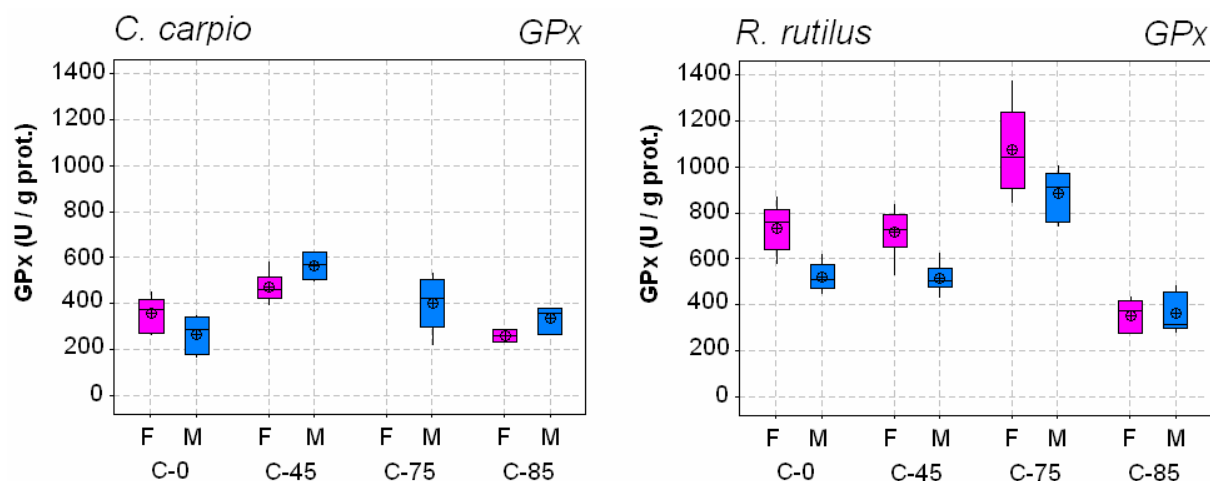 C. carpio GPx
1400
1200
1000
800
600
400
200
0
GPx (U / g prot.)
F M F M F M F M
C-0 C-45 C-75 C-85
R. rutilus GPx
1400
1200
1000
800
600
400
200
0
GPx (U / g prot.)
F M F M F M F M
C-0 C-45 C-75 C-85